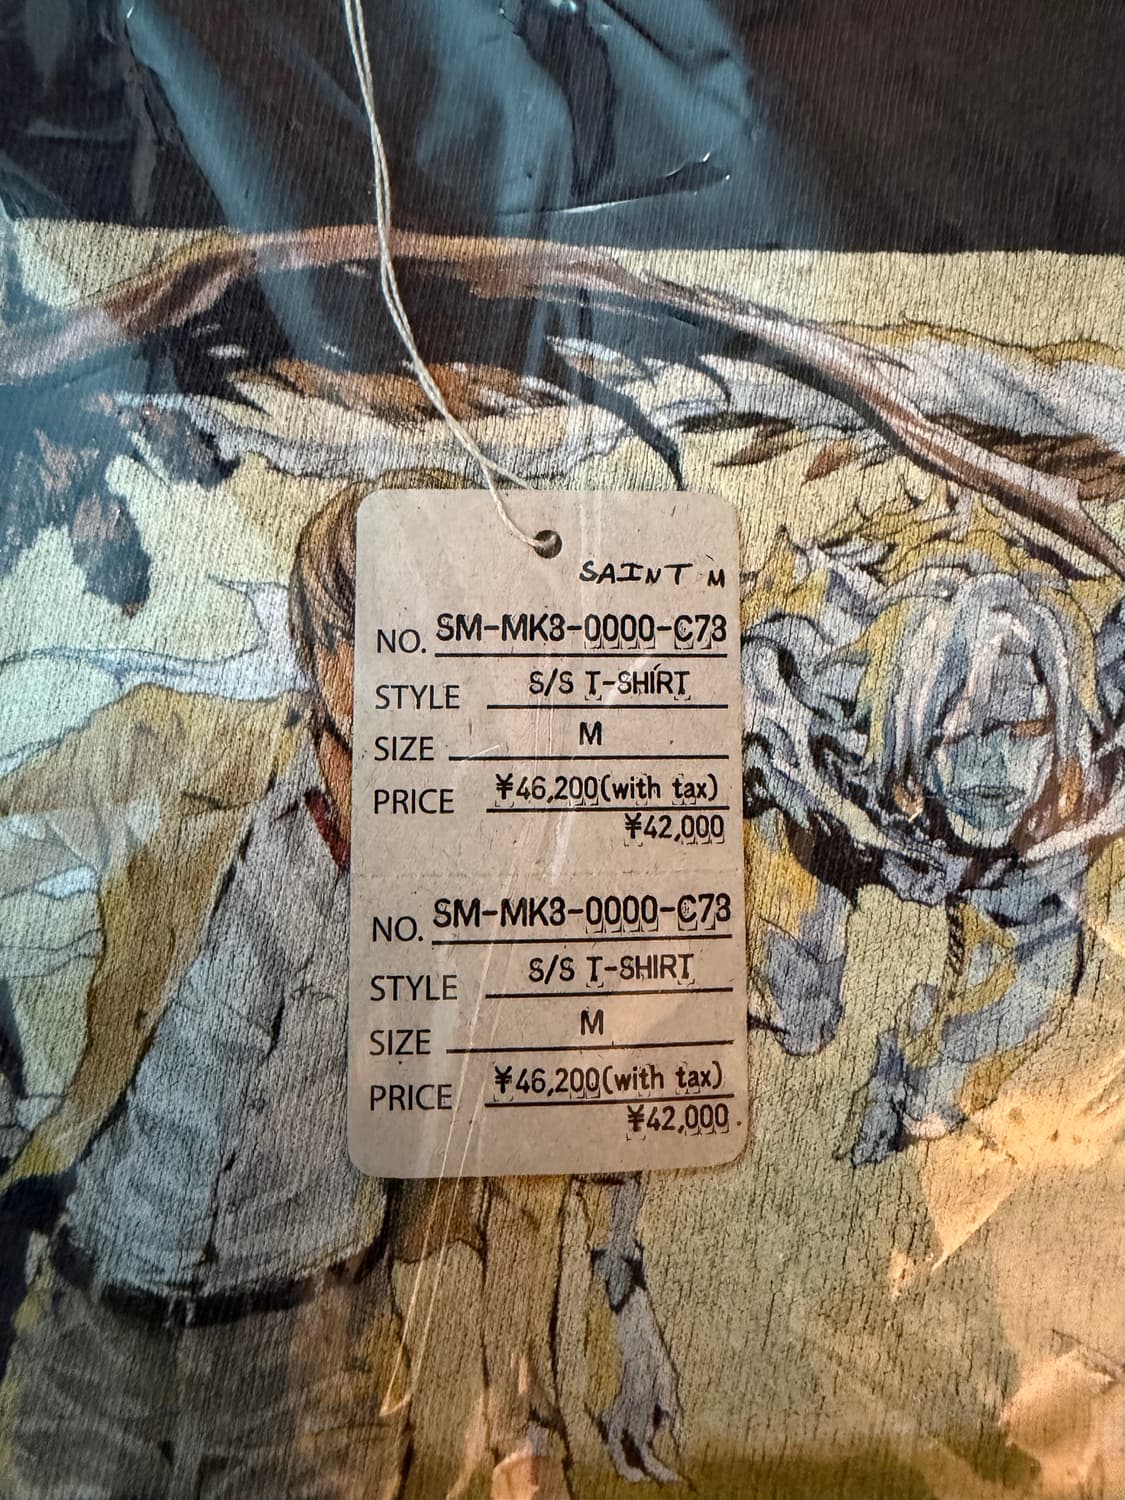 SAINT M
NO. SM-MK3-0000-C73
STYLE S/S T-SHIRT
SIZE M
PRICE ¥46,200(with tax)
¥42,000
NO. SM-MK3-0000-C73
STYLE S/S T-SHIRT
SIZE M
PRICE ¥46,200(with tax)
¥42,000